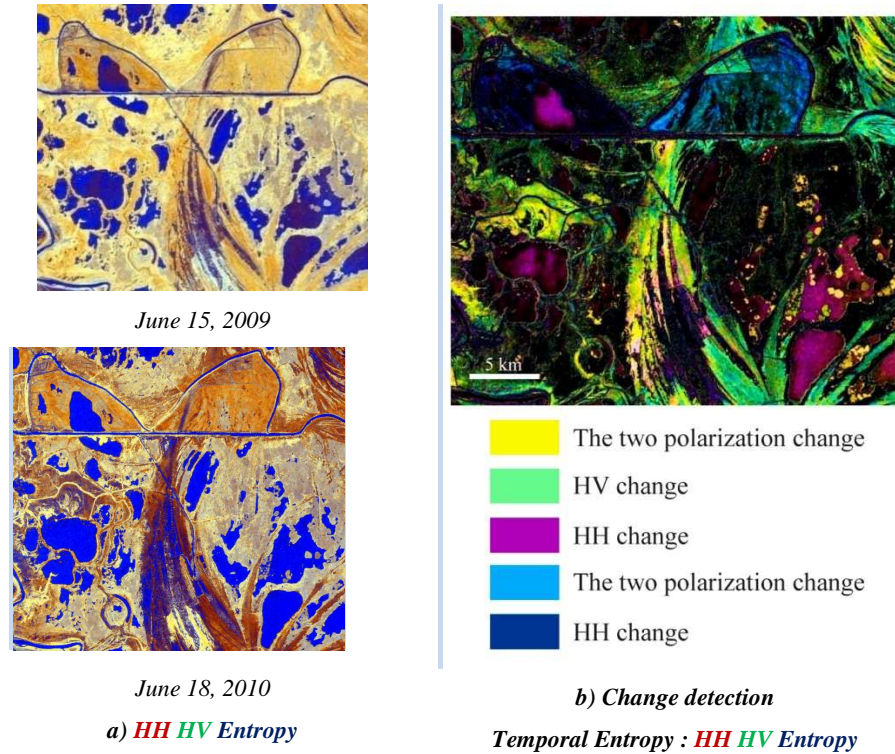 June 15, 2009
June 18, 2010
a) HH HV Entropy
5 km
The two polarization change
HV change
HH change
The two polarization change
HH change
b) Change detection
Temporal Entropy : HH HV Entropy